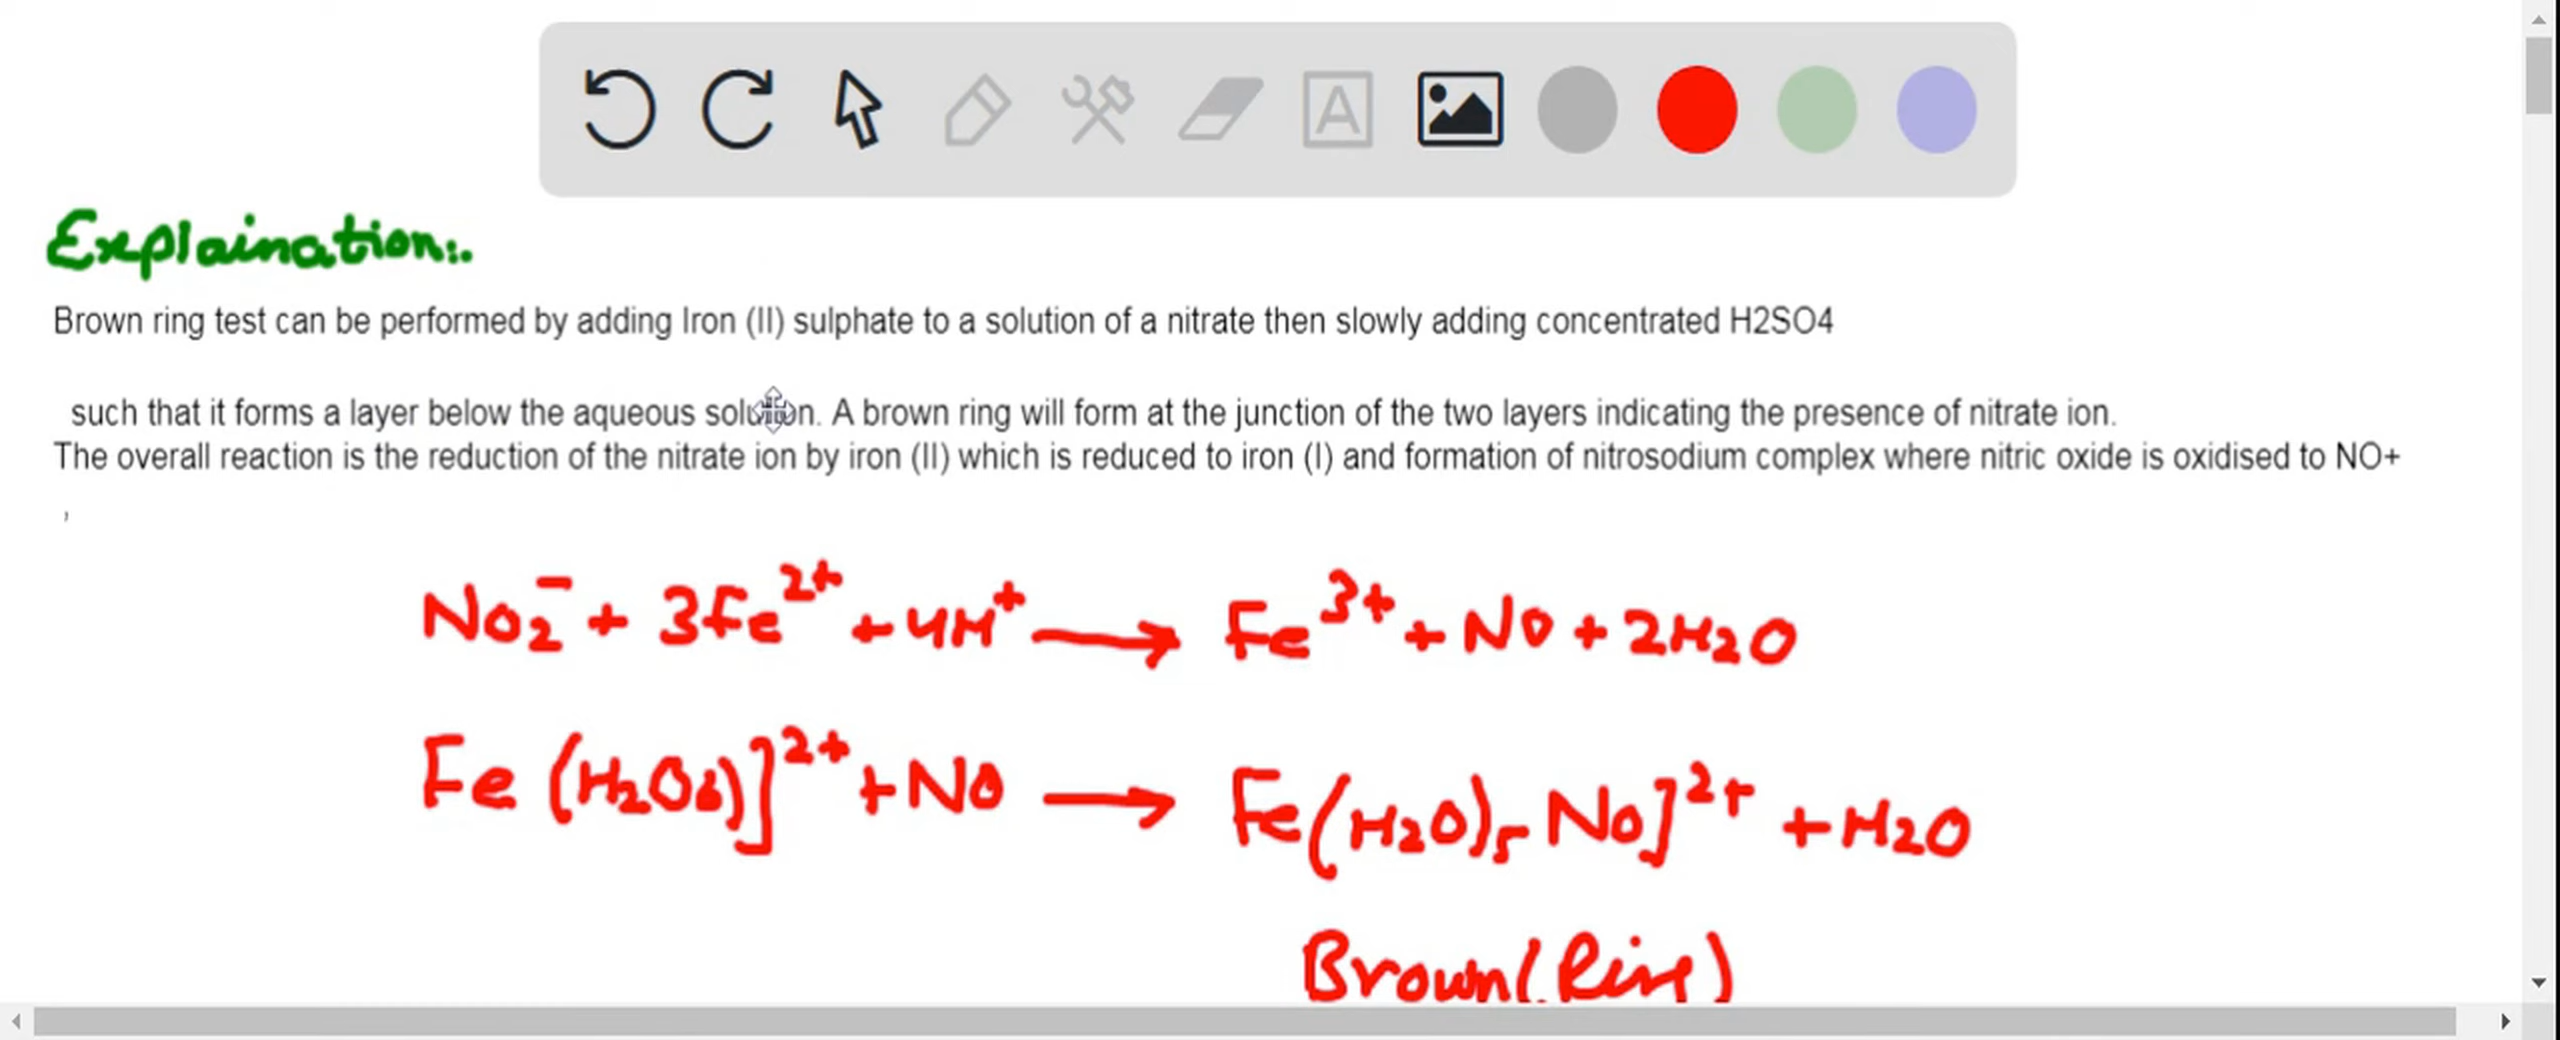 A
Explaination:.
Brown ring test can be performed by adding Iron (II) sulphate to a solution of a nitrate then slowly adding concentrated H2SO4
such that it forms a layer below the aqueous solution. A brown ring will form at the junction of the two layers indicating the presence of nitrate ion.
The overall reaction is the reduction of the nitrate ion by iron (II) which is reduced to iron (I) and formation of nitrosodium complex where nitric oxide is oxidised to NO+
,
NO2⁻ + 3Fe²⁺ + 4H⁺ → Fe³⁺ + NO + 2H2O
Fe (H2O6)]²⁺ + NO → Fe(H2O)5 NO]²⁺ + H2O
Brown(